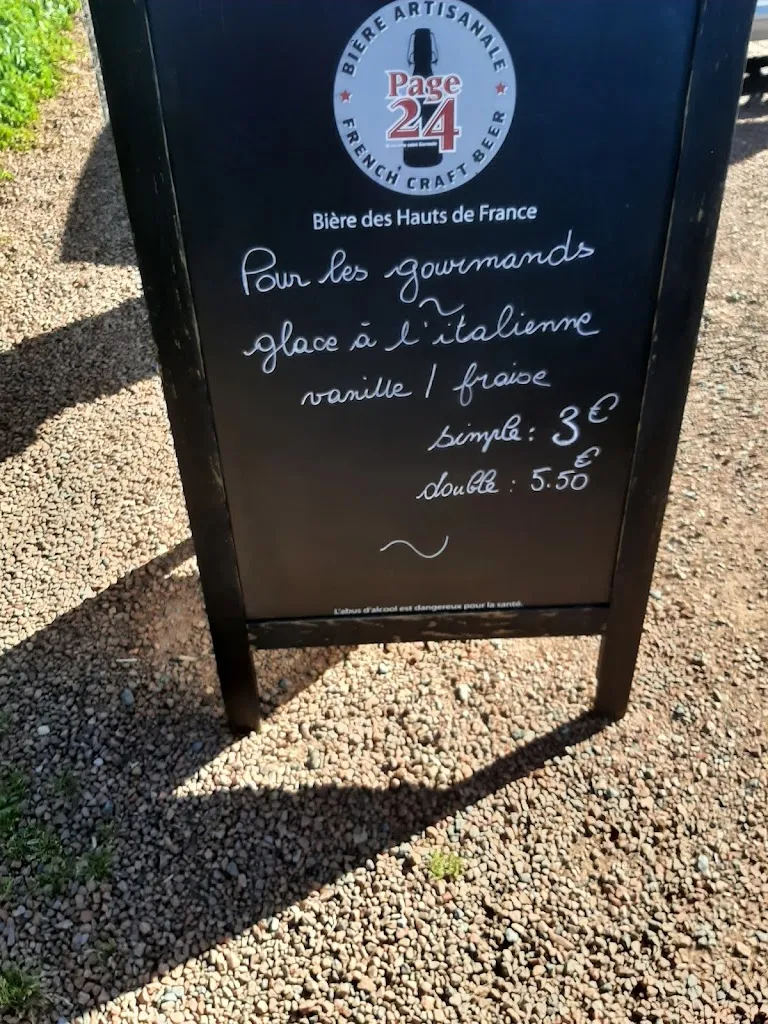 BIÈRE ARTISANALE
Page
24
FRENCH CRAFT BEER
Bière des Hauts de France
Pour les gourmands
~
glace à l'italienne
vanille / fraise
simple : 3 €
double : 5.50 €
L'abus d'alcool est dangereux pour la santé.